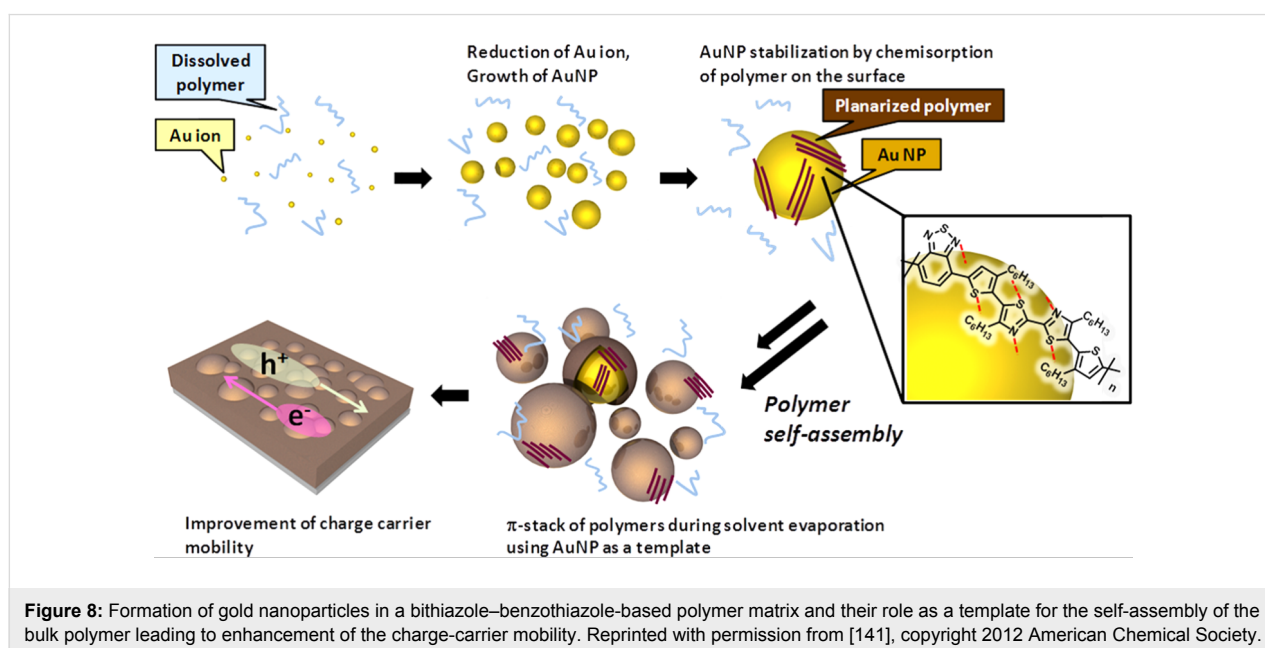 Dissolved
polymer
Au ion
Reduction of Au ion,
Growth of AuNP
AuNP stabilization by chemisorption
of polymer on the surface
Planarized polymer
Au NP
N
S
N
C6H13
S
S
N
C6H13
C6H13
N
S
S
C6H13
n
Polymer
self-assembly
h+
e-
Improvement of charge carrier
mobility
π-stack of polymers during solvent evaporation
using AuNP as a template
Figure 8: Formation of gold nanoparticles in a bithiazole–benzothiazole-based polymer matrix and their role as a template for the self-assembly of the
bulk polymer leading to enhancement of the charge-carrier mobility. Reprinted with permission from [141], copyright 2012 American Chemical Society.